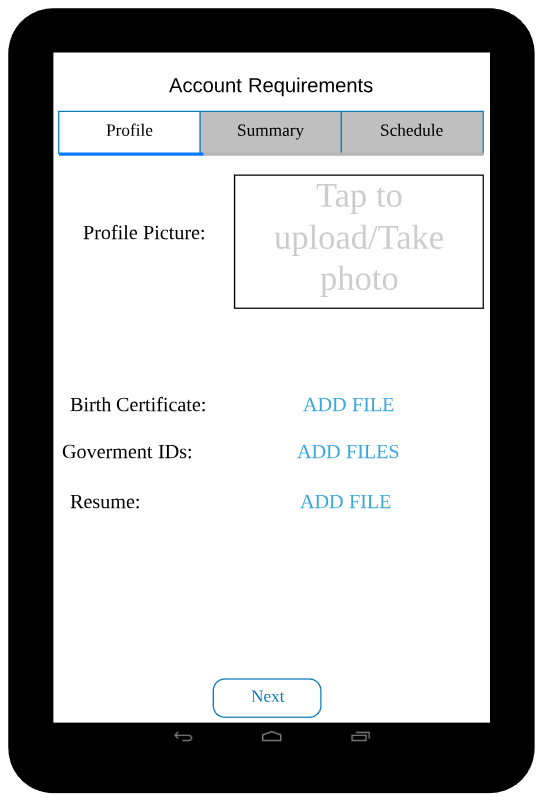 Account Requirements
Profile Summary Schedule
Profile Picture:
Tap to
upload/Take
photo
Birth Certificate: ADD FILE
Goverment IDs: ADD FILES
Resume: ADD FILE
Next